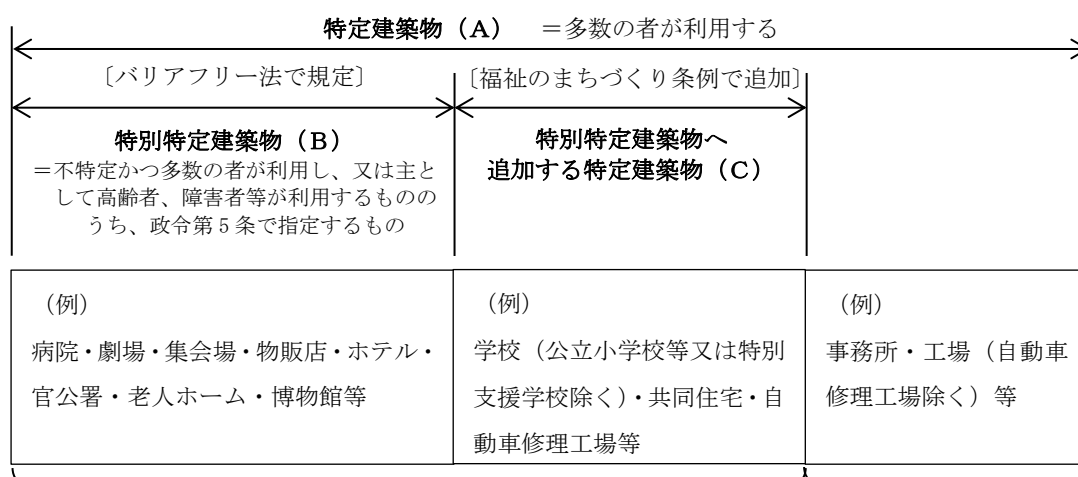 特定建築物（A）　＝多数の者が利用する
〔バリアフリー法で規定〕
〔福祉のまちづくり条例で追加〕
特別特定建築物（B）
＝不特定かつ多数の者が利用し、又は主と
して高齢者、障害者等が利用するものの
うち、政令第5条で指定するもの
特別特定建築物へ
追加する特定建築物（C）
（例）
病院・劇場・集会場・物販店・ホテル・
官公署・老人ホーム・博物館等
（例）
学校（公立小学校等又は特別
支援学校除く）・共同住宅・自
動車修理工場等
（例）
事務所・工場（自動車
修理工場除く）等